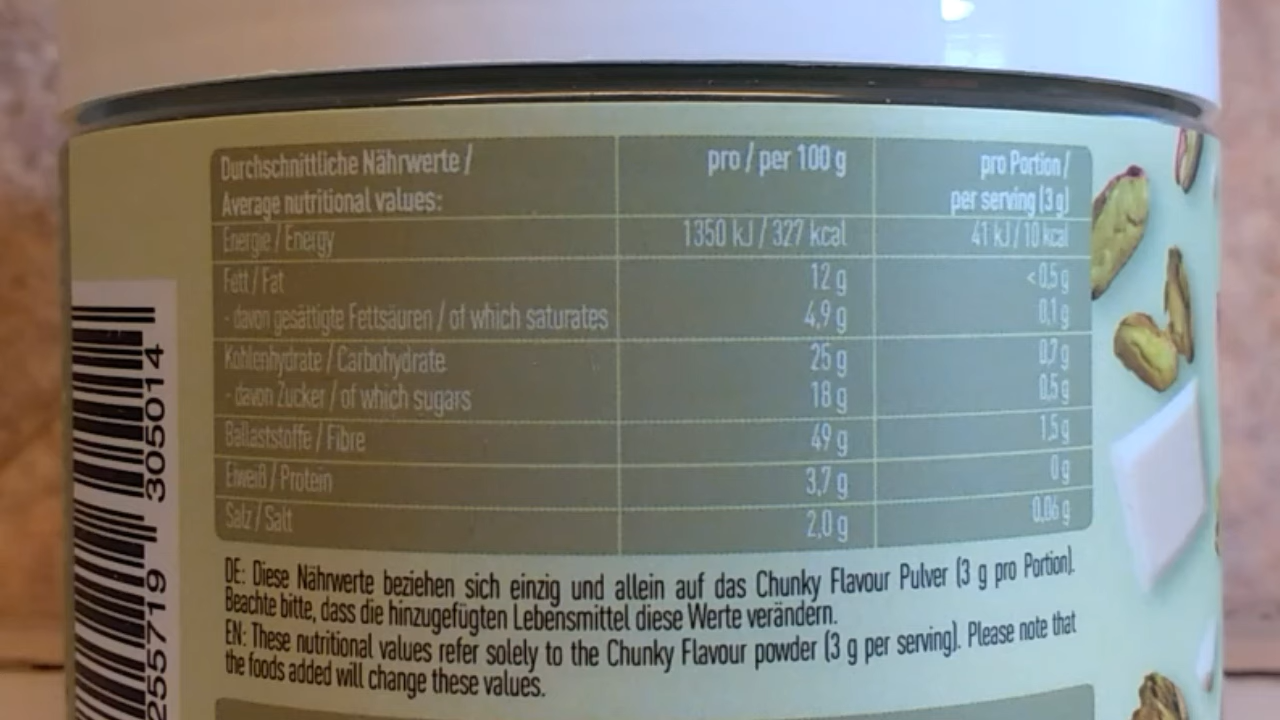 Durchschnittliche Nährwerte / pro / per 100 g pro Portion /
Average nutritional values: per serving (3 g)
Energie / Energy 1350 kJ / 327 kcal 41 kJ / 10 kcal
Fett / Fat 12 g <0,5 g
- davon gesättigte Fettsäuren / of which saturates 4,9 g 0,1 g
Kohlenhydrate / Carbohydrate 25 g 0,7 g
- davon Zucker / of which sugars 18 g 0,5 g
Ballaststoffe / Fibre 49 g 1,5 g
Eiweiß / Protein 3,7 g 0 g
Salz / Salt 2,0 g 0,06 g
DE: Diese Nährwerte beziehen sich einzig und allein auf das Chunky Flavour Pulver (3 g pro Portion).
Beachte bitte, dass die hinzugefügten Lebensmittel diese Werte verändern.
EN: These nutritional values refer solely to the Chunky Flavour powder (3 g per serving). Please note that
the foods added will change these values.
255719 305014